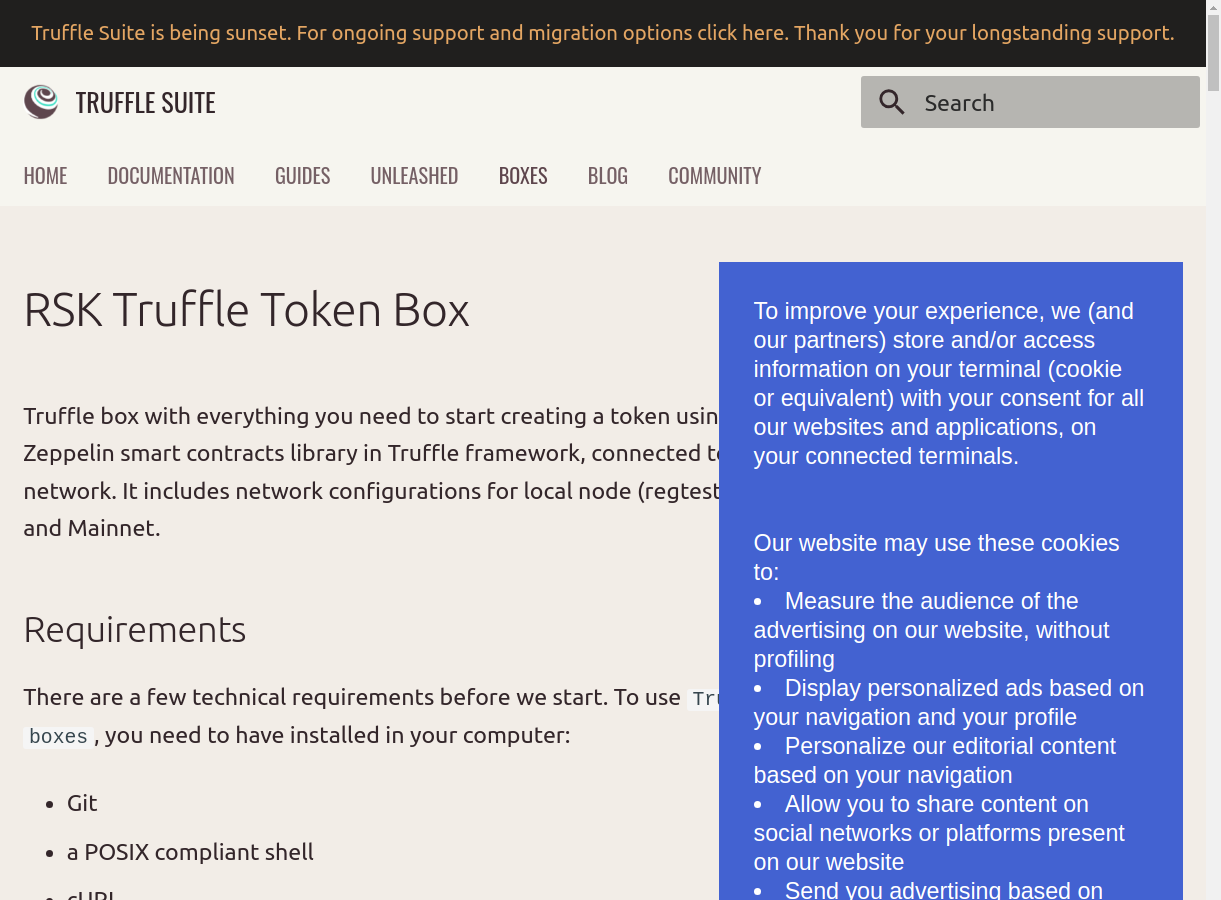 Truffle Suite is being sunset. For ongoing support and migration options click here. Thank you for your longstanding support.
TRUFFLE SUITE
Search
HOME
DOCUMENTATION
GUIDES
UNLEASHED
BOXES
BLOG
COMMUNITY
RSK Truffle Token Box
Truffle box with everything you need to start creating a token
Zeppelin smart contracts library in Truffle framework, connected
network. It includes network configurations for local node (regtest
and Mainnet.
Requirements
There are a few technical requirements before we start. To use
boxes, you need to have installed in your computer:
• Git
• a POSIX compliant shell
• cURL
To improve your experience, we (and
our partners) store and/or access
information on your terminal (cookie
or equivalent) with your consent for all
our websites and applications, on
your connected terminals.
Our website may use these cookies
to:
• Measure the audience of the
advertising on our website, without
profiling
• Display personalized ads based on
your navigation and your profile
• Personalize our editorial content
based on your navigation
• Allow you to share content on
social networks or platforms present
on our website
• Send you advertising based on